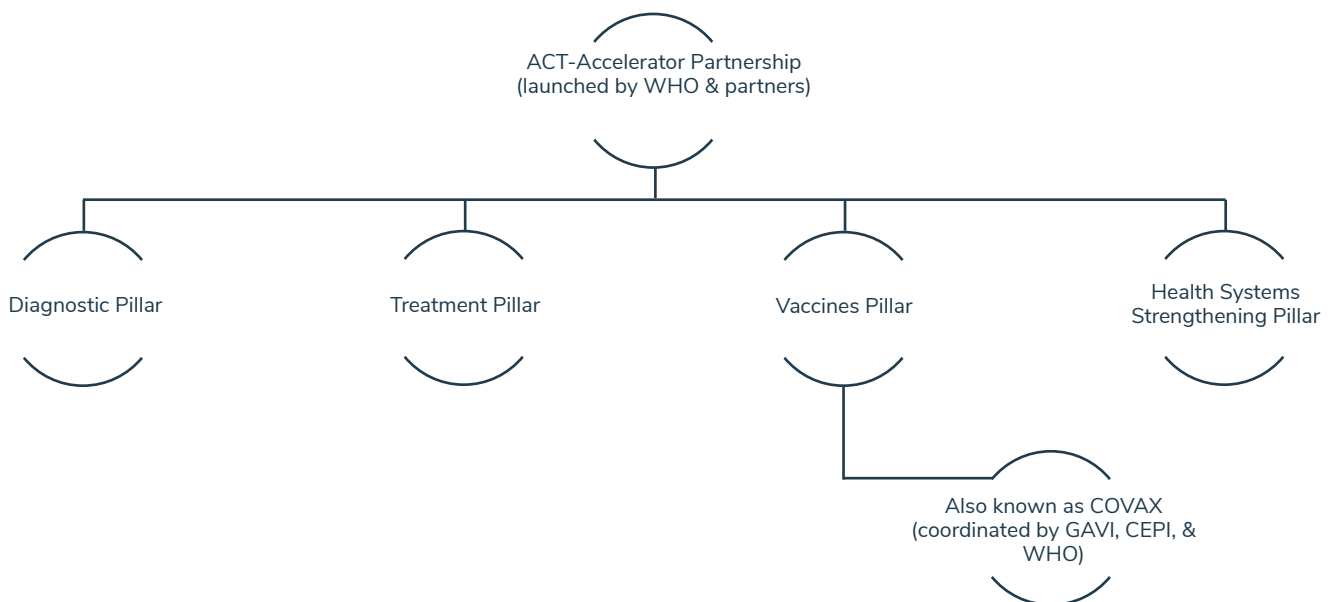 ACT-Accelerator Partnership
(launched by WHO & partners)
Diagnostic Pillar
Treatment Pillar
Vaccines Pillar
Health Systems
Strengthening Pillar
Also known as COVAX
(coordinated by GAVI, CEPI, &
WHO)